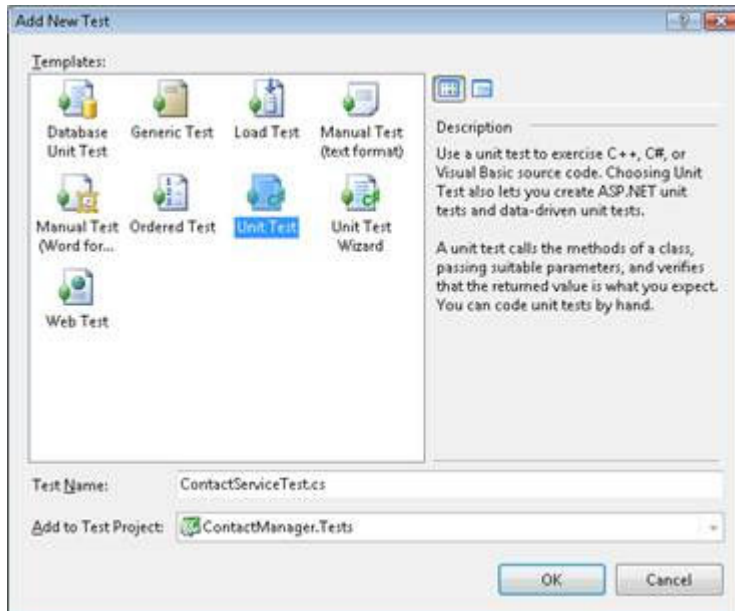 Add New Test
Templates:
Database
Unit Test
Generic Test
Load Test
Manual Test
(text format)
Manual Test
(Word for...
Ordered Test
Unit Test
Unit Test
Wizard
Web Test
Description
Use a unit test to exercise C++, C#, or
Visual Basic source code. Choosing Unit
Test also lets you create ASP.NET unit
tests and data-driven unit tests.
A unit test calls the methods of a class,
passing suitable parameters, and verifies
that the returned value is what you expect.
You can code unit tests by hand.
Test Name:
ContactServiceTest.cs
Add to Test Project:
ContactManager.Tests
OK
Cancel